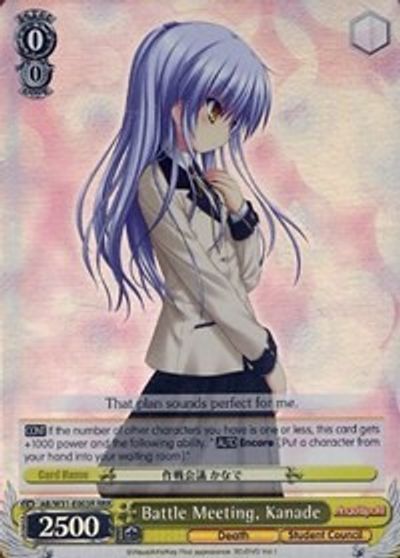 0
0
That plan sounds perfect for me.
CONT If the number of other characters you have is one or less, this card gets
+1000 power and the following ability. " AUTO Encore [Put a character from
your hand into your waiting room] "
Card Name 合戦会議 かなで
2500 Battle Meeting, Kanade
Death Student Council